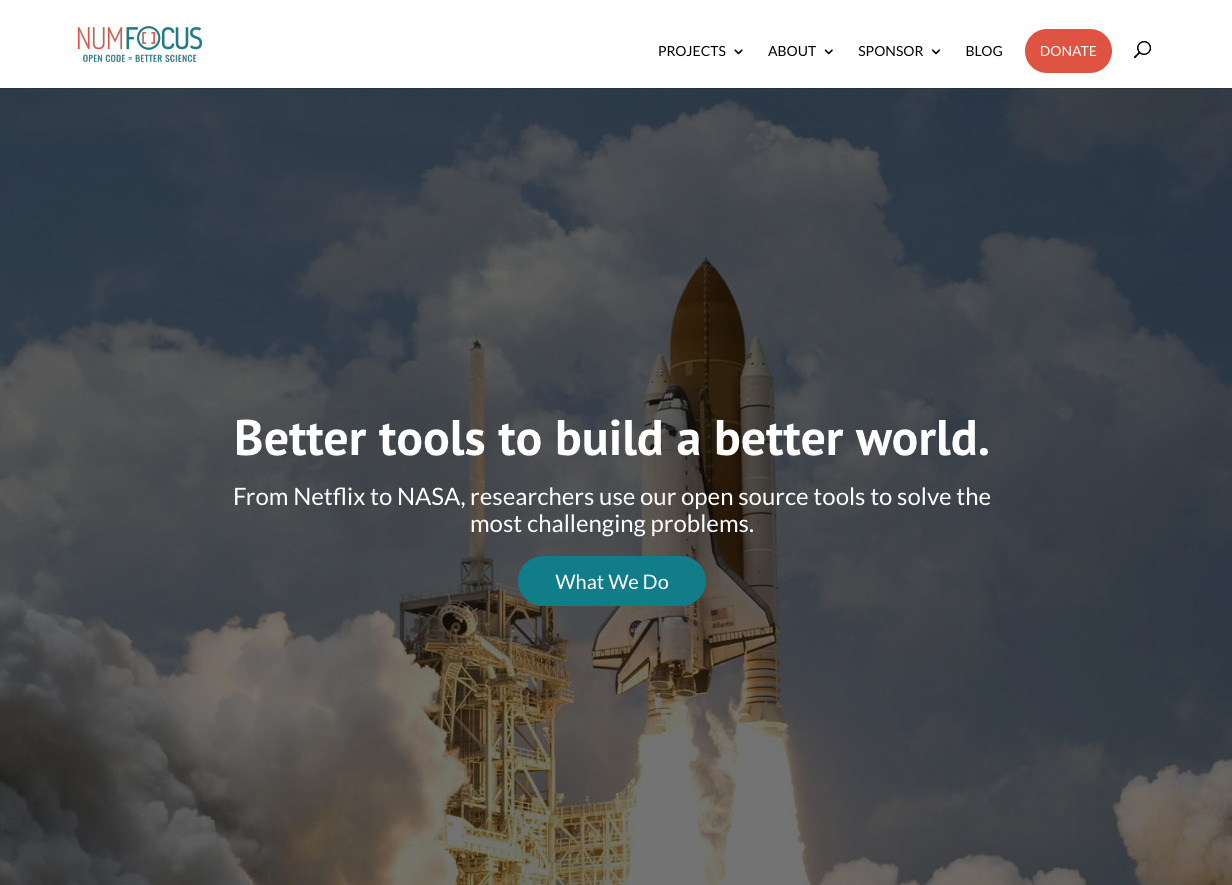 NUMFOCUS
OPEN CODE = BETTER SCIENCE
PROJECTS ABOUT SPONSOR BLOG DONATE
Better tools to build a better world.
From Netflix to NASA, researchers use our open source tools to solve the
most challenging problems.
What We Do
Atlantis